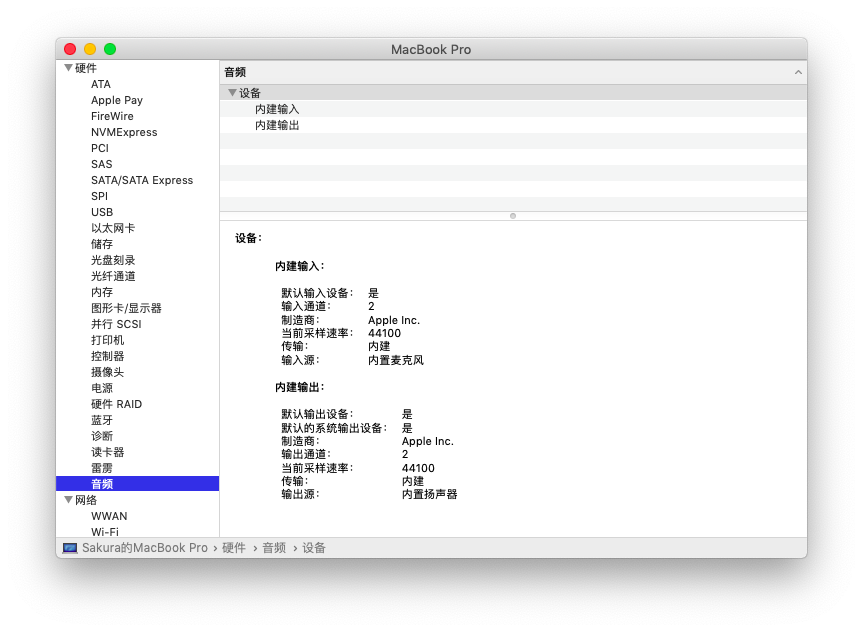 MacBook Pro
硬件
ATA
Apple Pay
FireWire
NVMExpress
PCI
SAS
SATA/SATA Express
SPI
USB
以太网卡
储存
光盘刻录
光纤通道
内存
图形卡/显示器
并行 SCSI
打印机
控制器
摄像头
电源
硬件 RAID
蓝牙
诊断
读卡器
雷雳
音频
网络
WWAN
Wi-Fi
音频
设备
内建输入
内建输出
设备:
内建输入:
默认输入设备: 是
输入通道: 2
制造商: Apple Inc.
当前采样速率: 44100
传输: 内建
输入源: 内置麦克风
内建输出:
默认输出设备: 是
默认的系统输出设备: 是
制造商: Apple Inc.
输出通道: 2
当前采样速率: 44100
传输: 内建
输出源: 内置扬声器
Sakura的MacBook Pro › 硬件 › 音频 › 设备